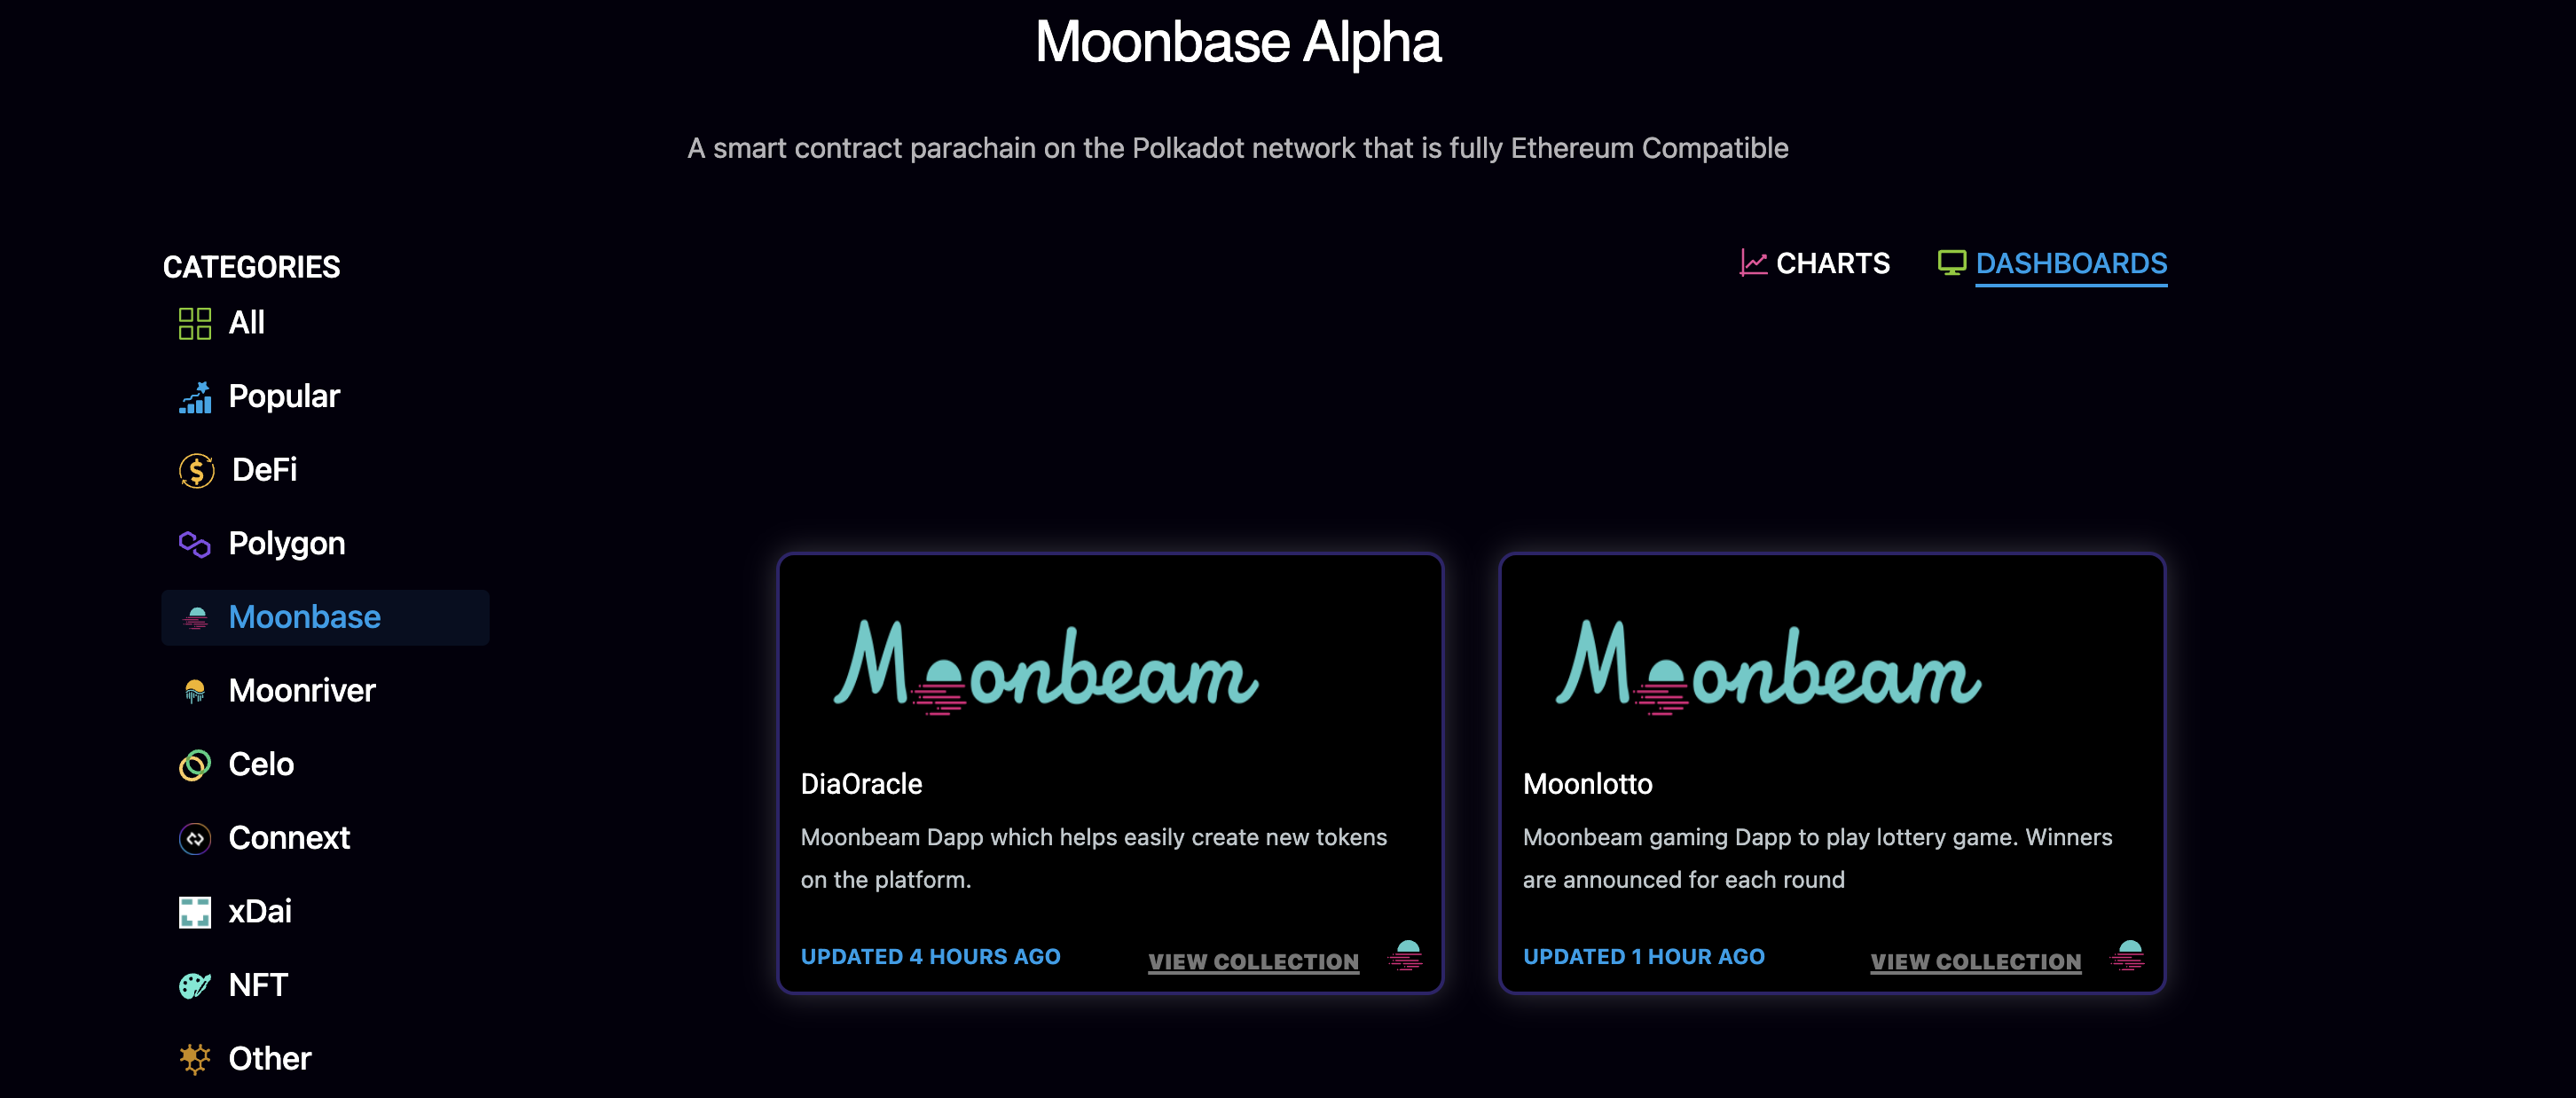 Moonbase Alpha
A smart contract parachain on the Polkadot network that is fully Ethereum Compatible
CATEGORIES
All
Popular
DeFi
Polygon
Moonbase
Moonriver
Celo
Connext
xDai
NFT
Other
CHARTS
DASHBOARDS
Moonbeam
DiaOracle
Moonbeam Dapp which helps easily create new tokens
on the platform.
UPDATED 4 HOURS AGO
VIEW COLLECTION
Moonbeam
Moonlotto
Moonbeam gaming Dapp to play lottery game. Winners
are announced for each round
UPDATED 1 HOUR AGO
VIEW COLLECTION